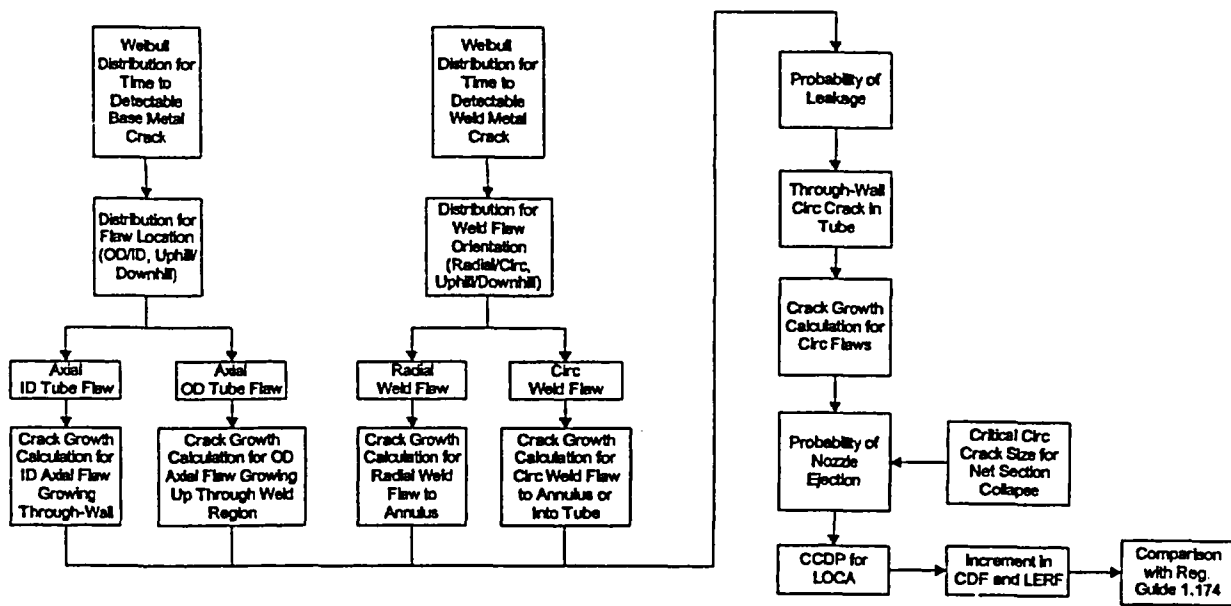 Weibull
Distribution for
Time to
Detectable
Base Metal
Crack
Distribution for
Flaw Location
(OD/ID, Uphill/
Downhill)
Axial
ID Tube Flaw
Axial
OD Tube Flaw
Crack Growth
Calculation for
ID Axial Flaw
Growing
Through-Wall
Crack Growth
Calculation for OD
Axial Flaw Growing
Up Through Weld
Region
Weibull
Distribution for
Time to
Detectable
Weld Metal
Crack
Distribution for
Weld Flaw
Orientation
(Radial/Circ,
Uphill/Downhill)
Radial
Weld Flaw
Circ
Weld Flaw
Crack Growth
Calculation for
Radial Weld
Flaw to
Annulus
Crack Growth
Calculation for
Circ Weld Flaw
to Annulus or
Into Tube
Probability of
Leakage
Through-Wall
Circ Crack in
Tube
Crack Growth
Calculation for
Circ Flaws
Probability of
Nozzle
Ejection
Critical Circ
Crack Size for
Net Section
Collapse
CCDP for
LOCA
Increment in
CDF and LERF
Comparison
with Reg.
Guide 1.174